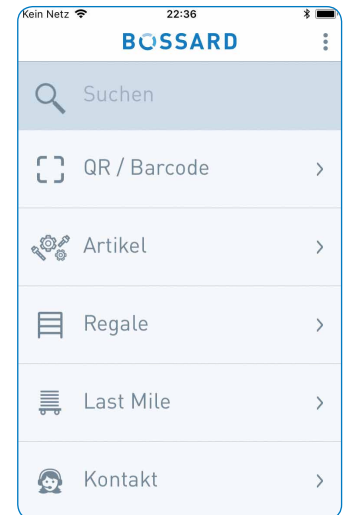 Kein Netz 22:36
BOSSARD
Suchen
QR / Barcode
Artikel
Regale
Last Mile
Kontakt